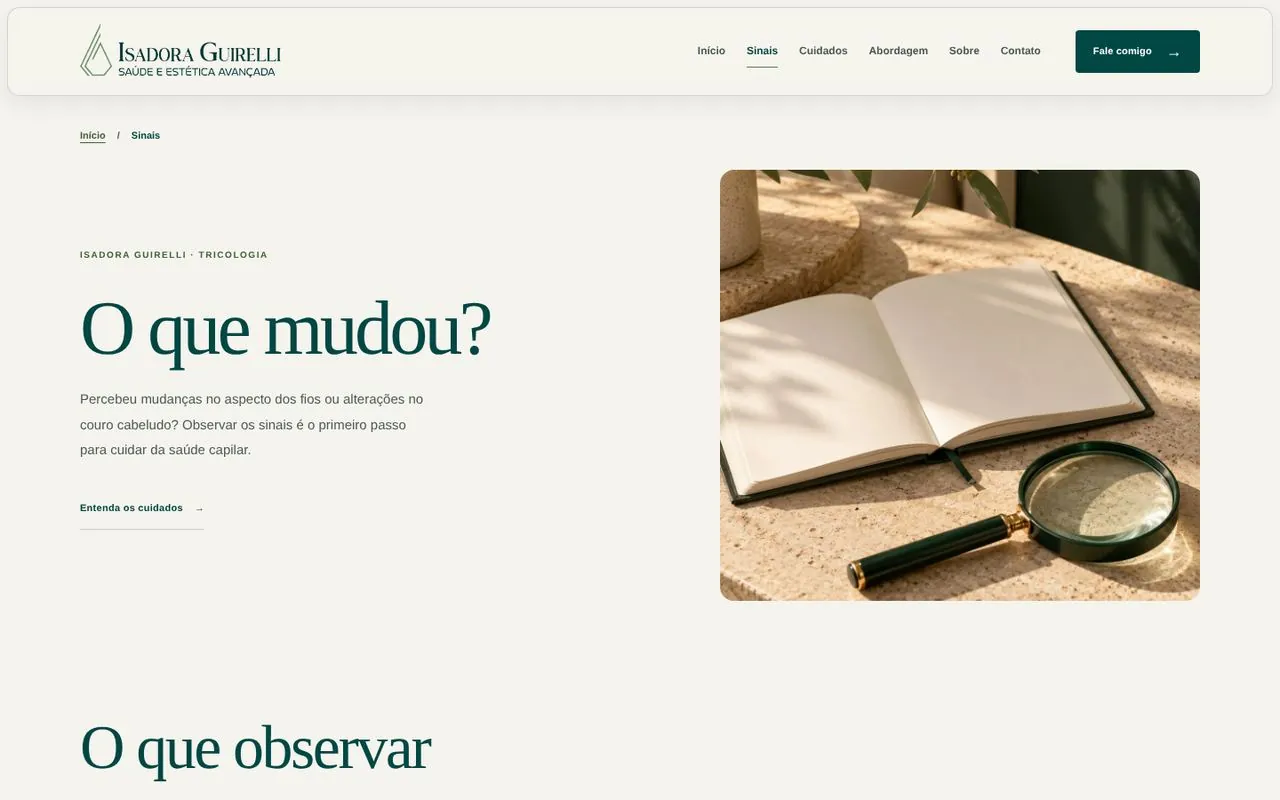 ISADORA GUIRELLI
SAÚDE E ESTÉTICA AVANÇADA
Início
Sinais
Cuidados
Abordagem
Sobre
Contato
Fale comigo →
Início / Sinais
ISADORA GUIRELLI · TRICOLOGIA
O que mudou?
Percebeu mudanças no aspecto dos fios ou alterações no
couro cabeludo? Observar os sinais é o primeiro passo
para cuidar da saúde capilar.
Entenda os cuidados →
O que observar